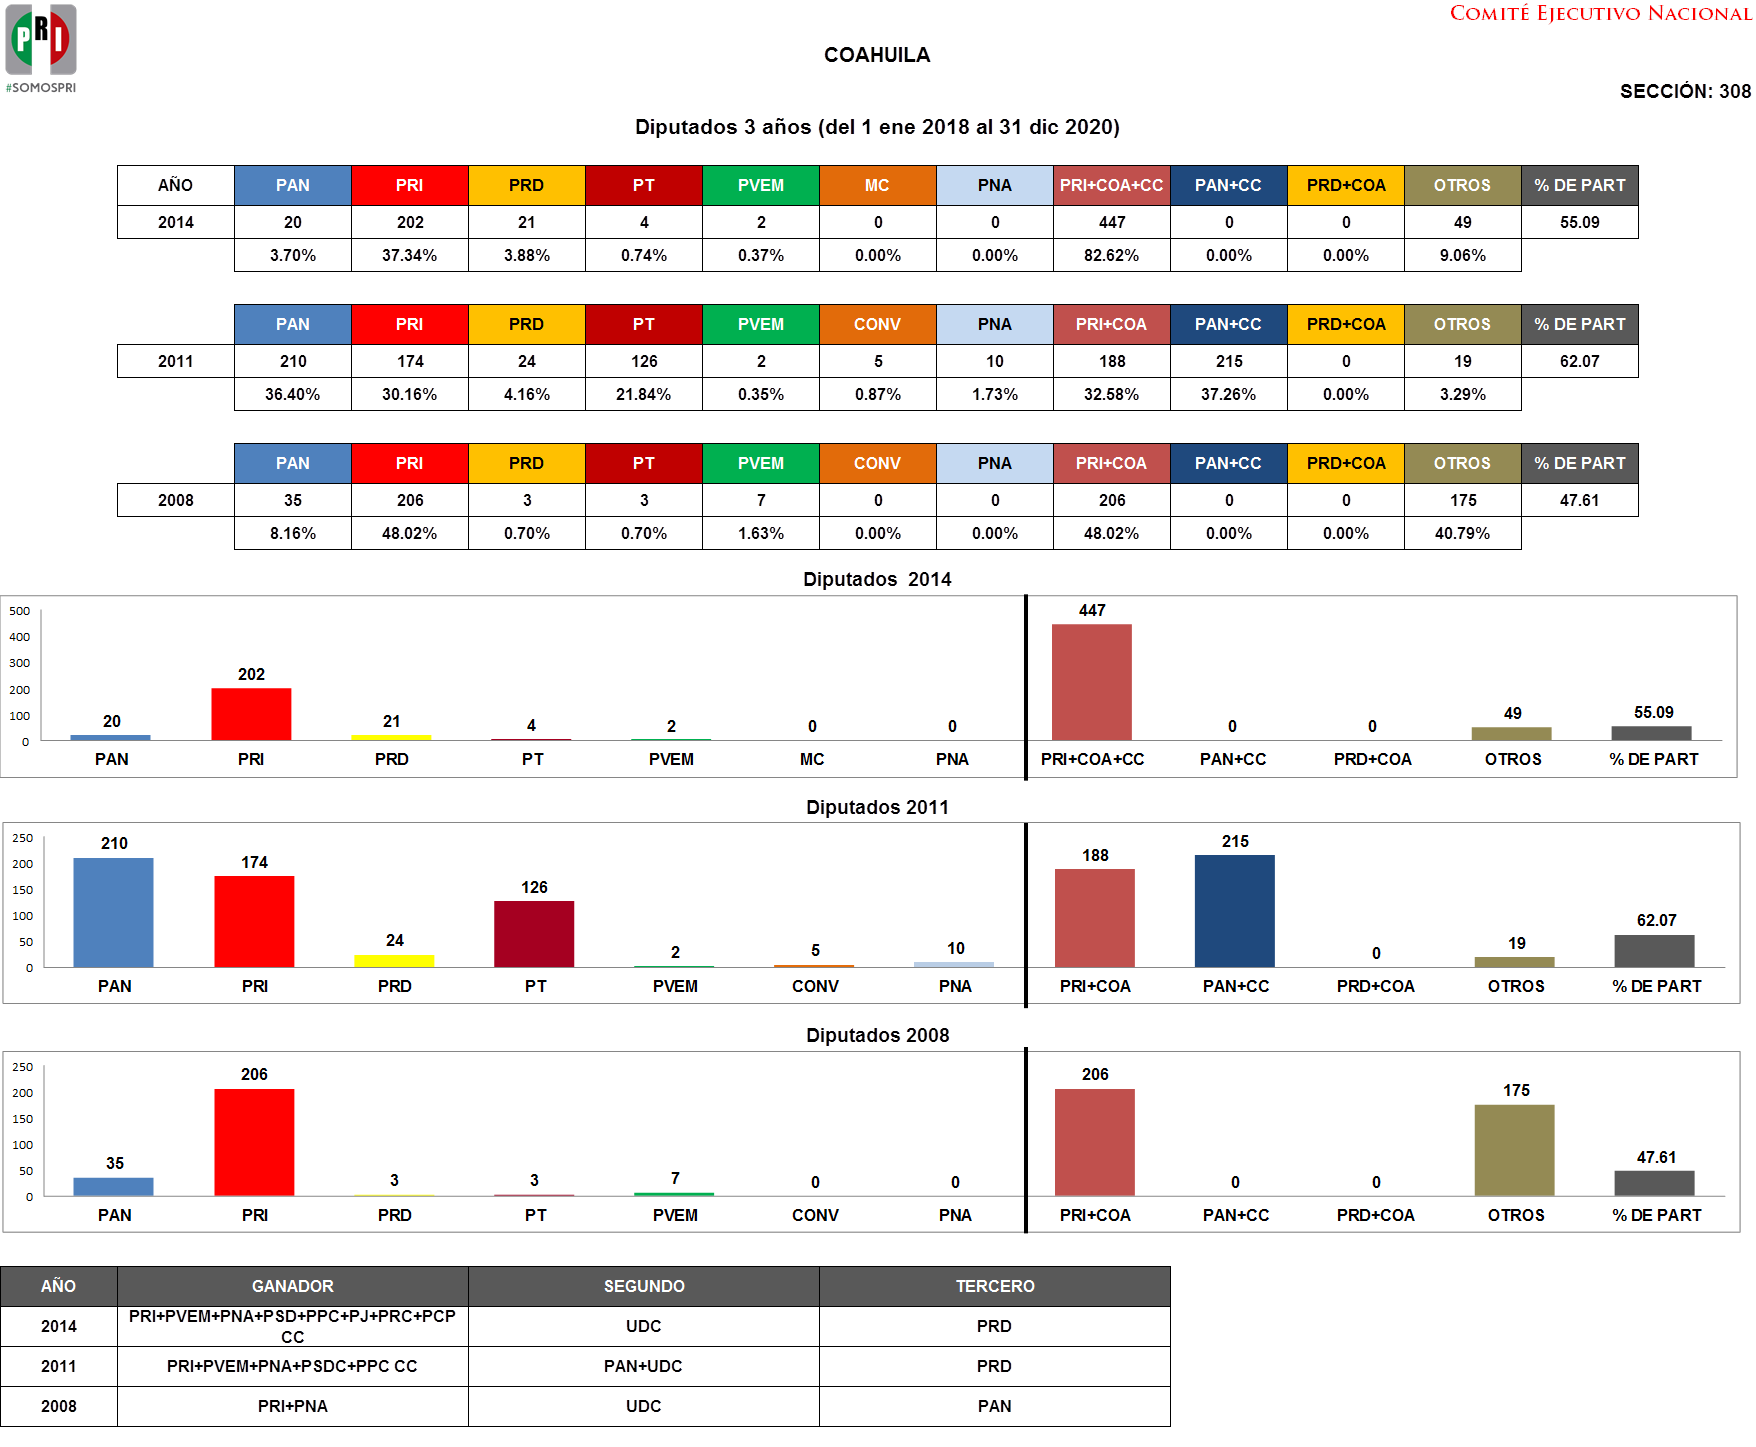 PRI
#SOMOSPRI
COMITÉ EJECUTIVO NACIONAL
COAHUILA
SECCIÓN: 308
Diputados 3 años (del 1 ene 2018 al 31 dic 2020)
AÑO PAN PRI PRD PT PVEM MC PNA PRI+COA+CC PAN+CC PRD+COA OTROS % DE PART
2014 20 202 21 4 2 0 0 447 0 0 49 55.09
3.70% 37.34% 3.88% 0.74% 0.37% 0.00% 0.00% 82.62% 0.00% 0.00% 9.06%
PAN PRI PRD PT PVEM CONV PNA PRI+COA PAN+CC PRD+COA OTROS % DE PART
2011 210 174 24 126 2 5 10 188 215 0 19 62.07
36.40% 30.16% 4.16% 21.84% 0.35% 0.87% 1.73% 32.58% 37.26% 0.00% 3.29%
PAN PRI PRD PT PVEM CONV PNA PRI+COA PAN+CC PRD+COA OTROS % DE PART
2008 35 206 3 3 7 0 0 206 0 0 175 47.61
8.16% 48.02% 0.70% 0.70% 1.63% 0.00% 0.00% 48.02% 0.00% 0.00% 40.79%
Diputados 2014
500
400
300
200
100
0
20 202 21 4 2 0 0 447 0 0 49 55.09
PAN PRI PRD PT PVEM MC PNA PRI+COA+CC PAN+CC PRD+COA OTROS % DE PART
Diputados 2011
250
200
150
100
50
0
210 174 24 126 2 5 10 188 215 0 19 62.07
PAN PRI PRD PT PVEM CONV PNA PRI+COA PAN+CC PRD+COA OTROS % DE PART
Diputados 2008
250
200
150
100
50
0
35 206 3 3 7 0 0 206 0 0 175 47.61
PAN PRI PRD PT PVEM CONV PNA PRI+COA PAN+CC PRD+COA OTROS % DE PART
AÑO GANADOR SEGUNDO TERCERO
2014 PRI+PVEM+PNA+PSD+PPC+PJ+PRC+PCP CC UDC PRD
2011 PRI+PVEM+PNA+PSDC+PPC CC PAN+UDC PRD
2008 PRI+PNA UDC PAN